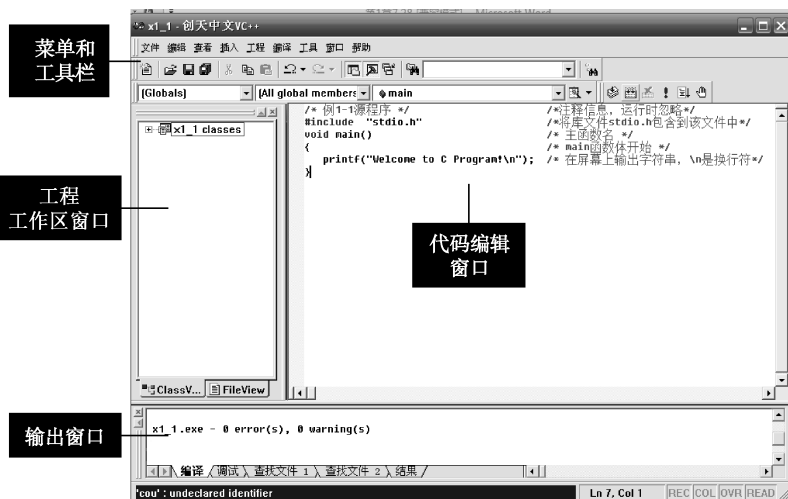 x1_1 - 创天中文VC++
文件 编辑 查看 插入 工程 编译 工具 窗口 帮助
菜单和
工具栏
[Globals] [All global members main
x1_1 classes
/* 例1-1源程序 */ /*注释信息，运行时忽略*/
#include "stdio.h" /*将库文件stdio.h包含到该文件中*/
void main() /* 主函数名 */
{ /* main函数体开始 */
printf("Welcome to C Program!\n"); /* 在屏幕上输出字符串，\n是换行符*/
}
工程
工作区窗口
代码编辑
窗口
ClassV... FileView
输出窗口
x1_1.exe - 0 error(s), 0 warning(s)
编译 调试 查找文件 1 查找文件 2 结果
'cou' : undeclared identifier Ln 7, Col 1 REC COL OVR READ